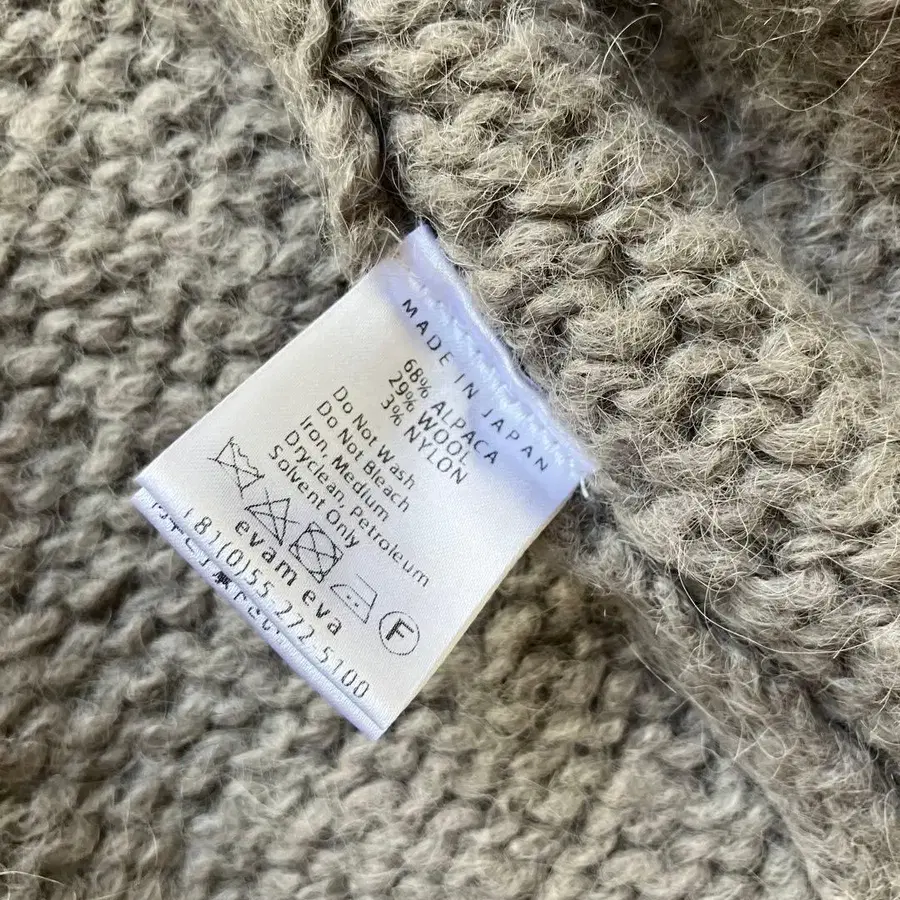 MADE IN JAPAN
68% ALPACA
29% WOOL
3% NYLON
Do Not Wash
Do Not Bleach
Iron, Medium
Dryclean, Petroleum
Solvent Only
F
evam eva
81(0)55 272 5100